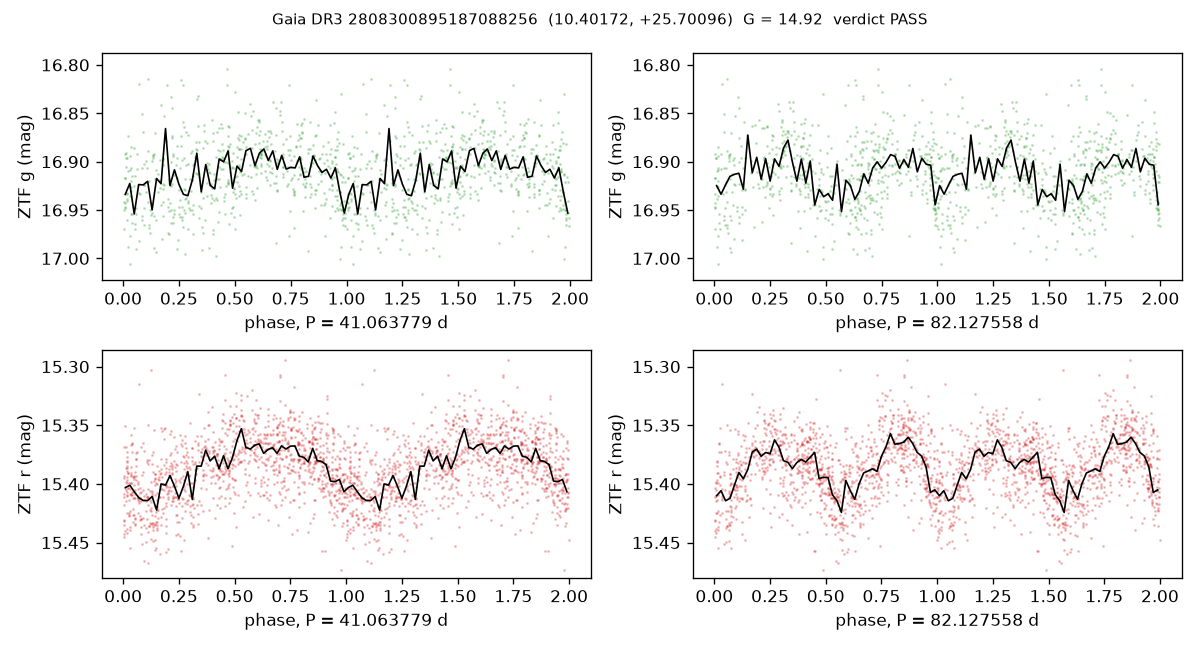 Gaia DR3 2808300895187088256 (10.40172, +25.70096) G = 14.92 verdict PASS
ZTF g (mag)
16.80
16.85
16.90
16.95
17.00
0.00 0.25 0.50 0.75 1.00 1.25 1.50 1.75 2.00
phase, P = 41.063779 d
ZTF g (mag)
16.80
16.85
16.90
16.95
17.00
0.00 0.25 0.50 0.75 1.00 1.25 1.50 1.75 2.00
phase, P = 82.127558 d
ZTF r (mag)
15.30
15.35
15.40
15.45
0.00 0.25 0.50 0.75 1.00 1.25 1.50 1.75 2.00
phase, P = 41.063779 d
ZTF r (mag)
15.30
15.35
15.40
15.45
0.00 0.25 0.50 0.75 1.00 1.25 1.50 1.75 2.00
phase, P = 82.127558 d